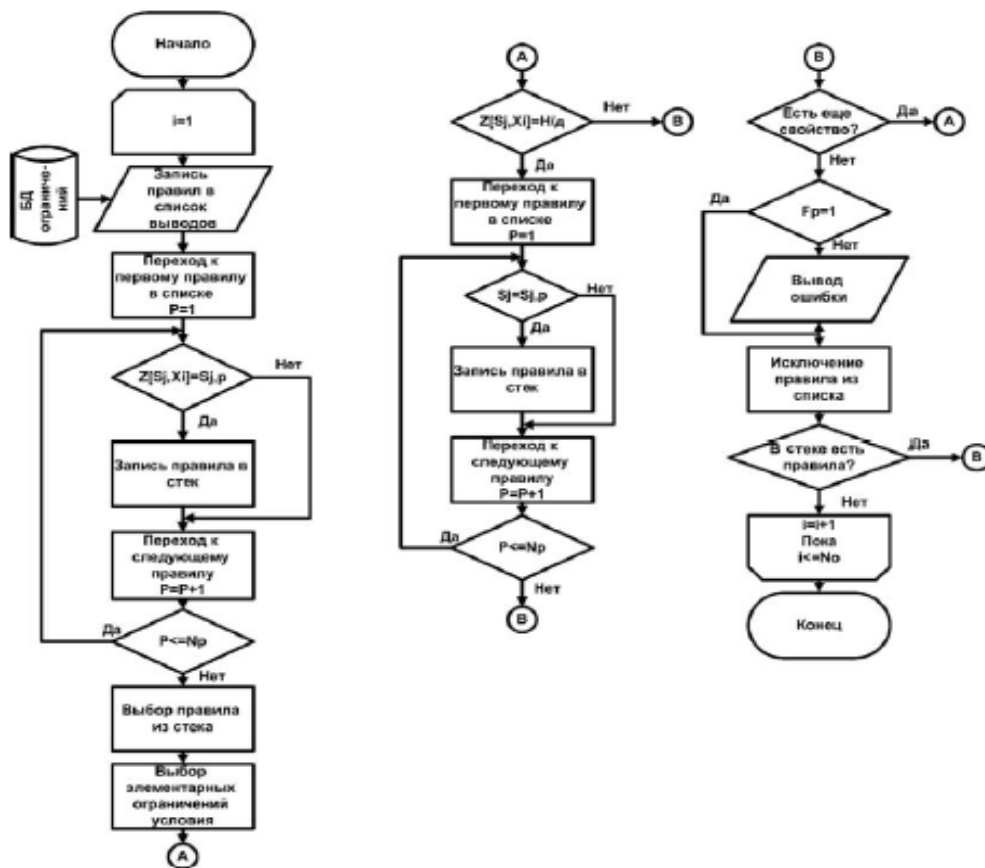 Начало
i=1
БД
ограниче-
ний
Запись
правил в
список
выводов
Переход к
первому правилу
в списке
P=1
Z[Sj,Xi]=Sj,p
Нет
Да
Запись правила в
стек
Переход к
следующему
правилу
P=P+1
Да
P<=Np
Нет
Выбор правила
из стека
Выбор
элементарных
ограничений
условия
A
A
Нет
B
Да
Переход к
первому правилу
в списке
P=1
Sj=Sj,p
Нет
Да
Запись правила в
стек
Переход к
следующему
правилу
P=P+1
Да
P<=Np
Нет
B
B
Есть еще
свойство?
Да
A
Нет
Да
Fp=1
Нет
Вывод
ошибки
Исключение
правила из
списка
В стеке есть
правила?
Да
B
Нет
i=i+1
Пока
i<=No
Конец